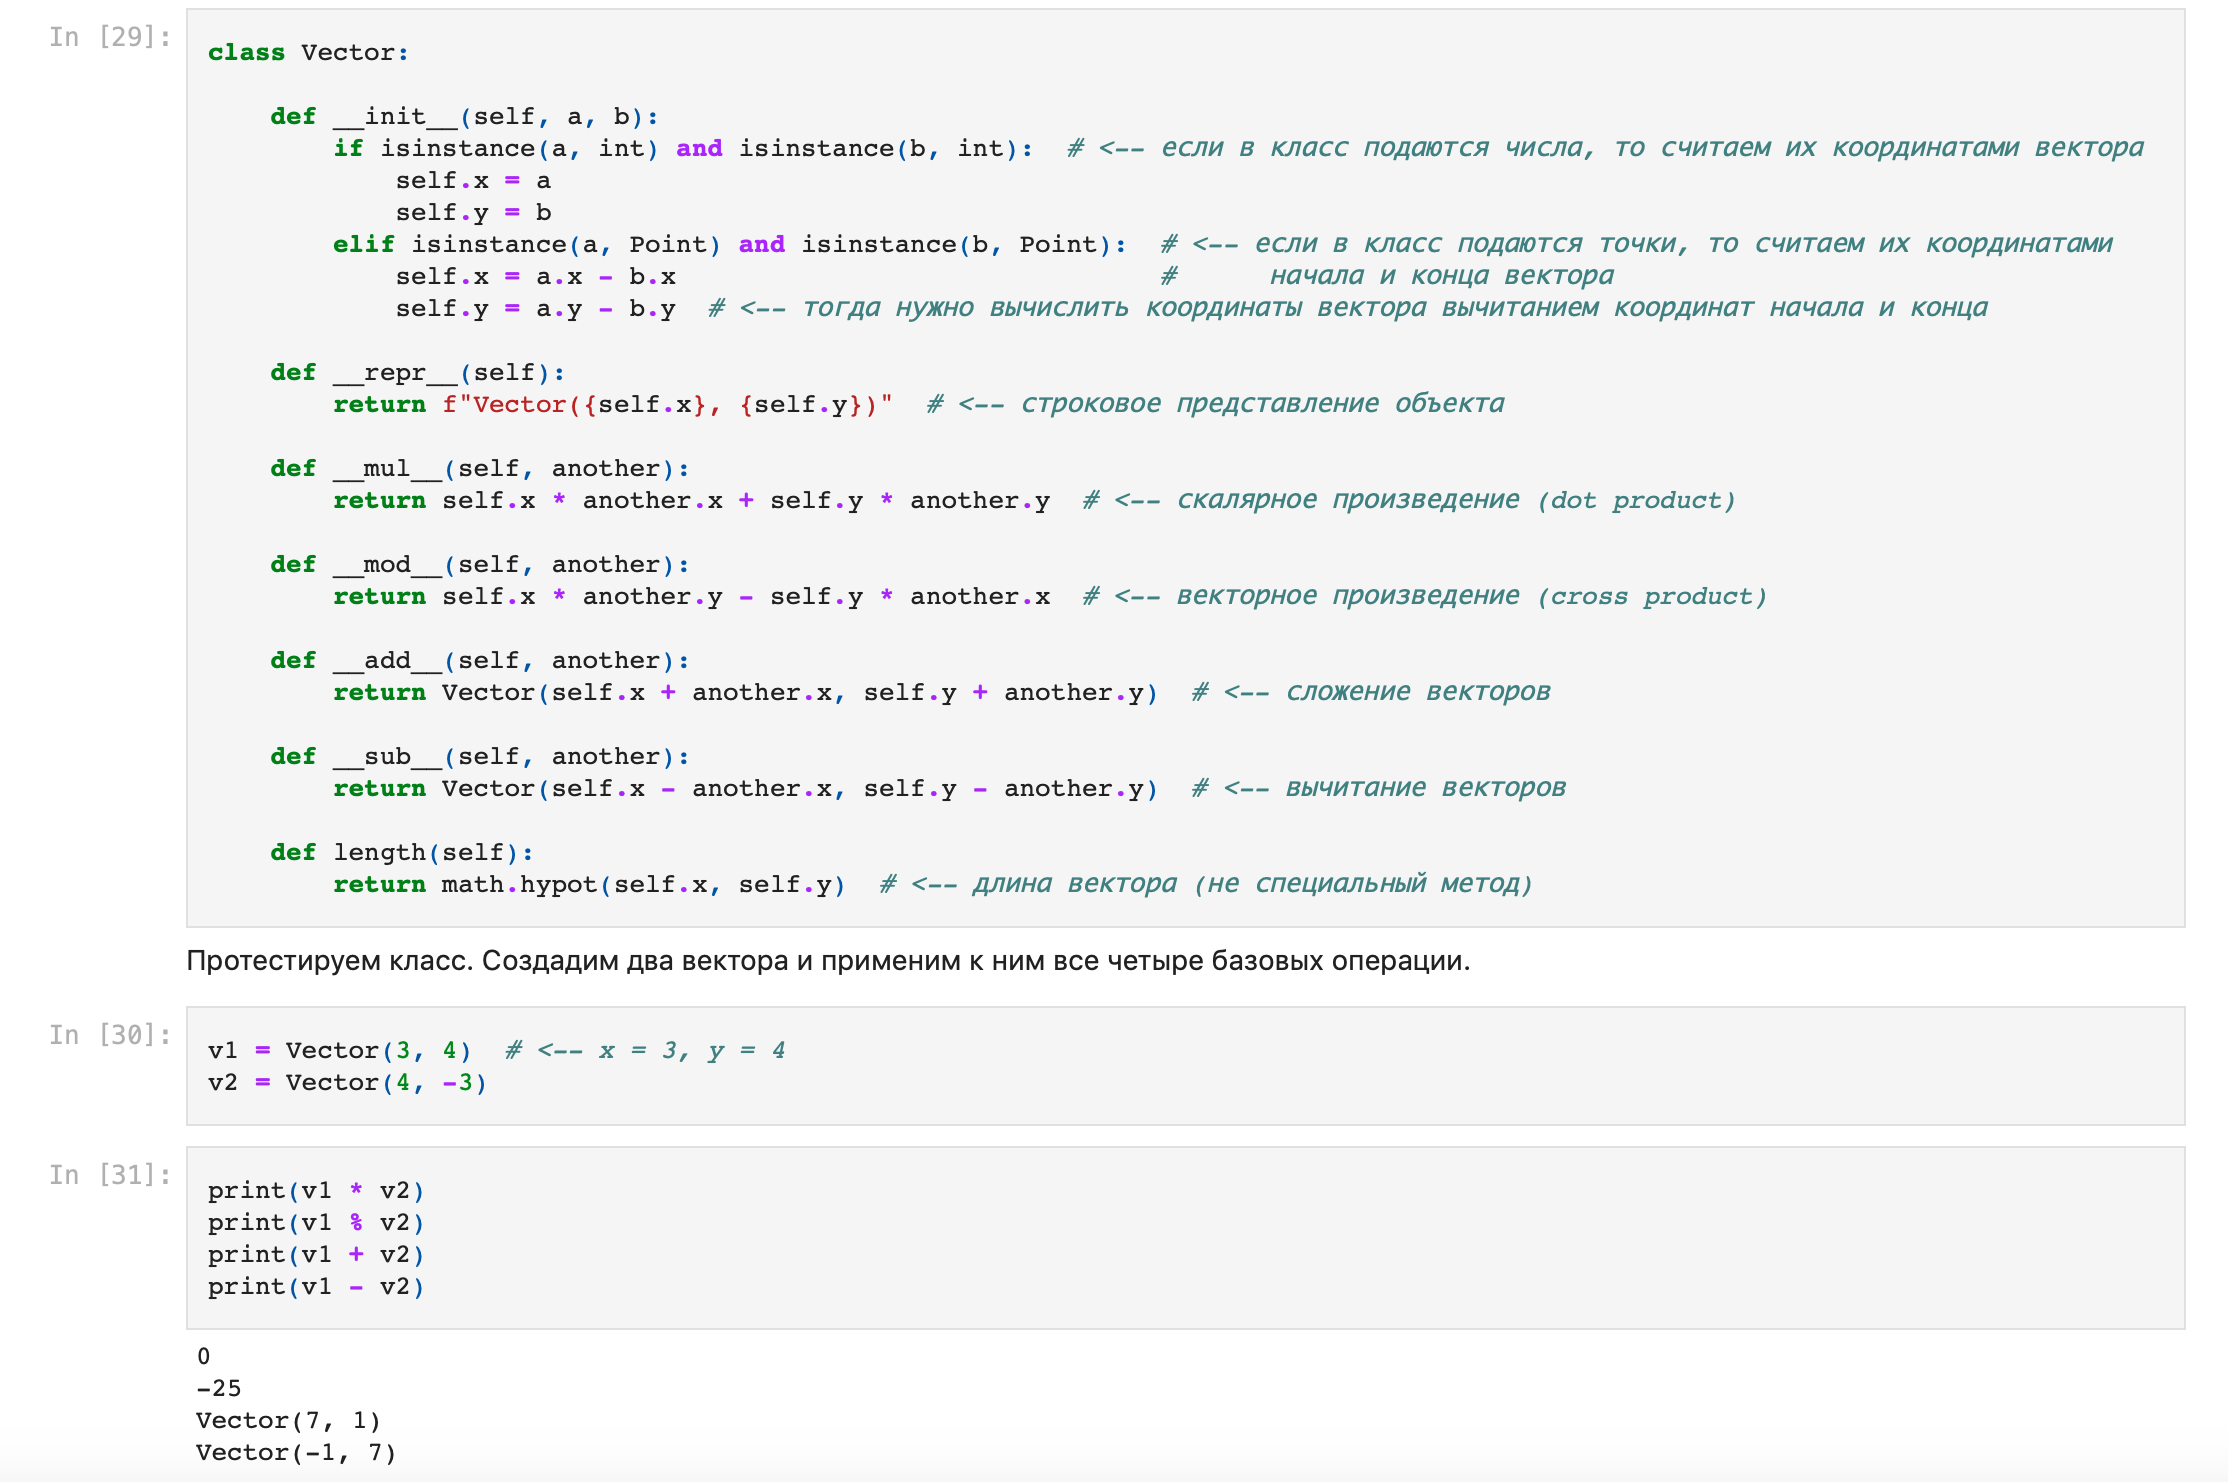 In [29]:
class Vector:
    def __init__(self, a, b):
        if isinstance(a, int) and isinstance(b, int):  # <-- если в класс подаются числа, то считаем их координатами вектора
            self.x = a
            self.y = b
        elif isinstance(a, Point) and isinstance(b, Point):  # <-- если в класс подаются точки, то считаем их координатами
            self.x = a.x - b.x                               #      начала и конца вектора
            self.y = a.y - b.y  # <-- тогда нужно вычислить координаты вектора вычитанием координат начала и конца
    def __repr__(self):
        return f"Vector({self.x}, {self.y})"  # <-- строковое представление объекта
    def __mul__(self, another):
        return self.x * another.x + self.y * another.y  # <-- скалярное произведение (dot product)
    def __mod__(self, another):
        return self.x * another.y - self.y * another.x  # <-- векторное произведение (cross product)
    def __add__(self, another):
        return Vector(self.x + another.x, self.y + another.y)  # <-- сложение векторов
    def __sub__(self, another):
        return Vector(self.x - another.x, self.y - another.y)  # <-- вычитание векторов
    def length(self):
        return math.hypot(self.x, self.y)  # <-- длина вектора (не специальный метод)
Протестируем класс. Создадим два вектора и применим к ним все четыре базовых операции.
In [30]:
v1 = Vector(3, 4)  # <-- x = 3, y = 4
v2 = Vector(4, -3)
In [31]:
print(v1 * v2)
print(v1 % v2)
print(v1 + v2)
print(v1 - v2)
0
-25
Vector(7, 1)
Vector(-1, 7)